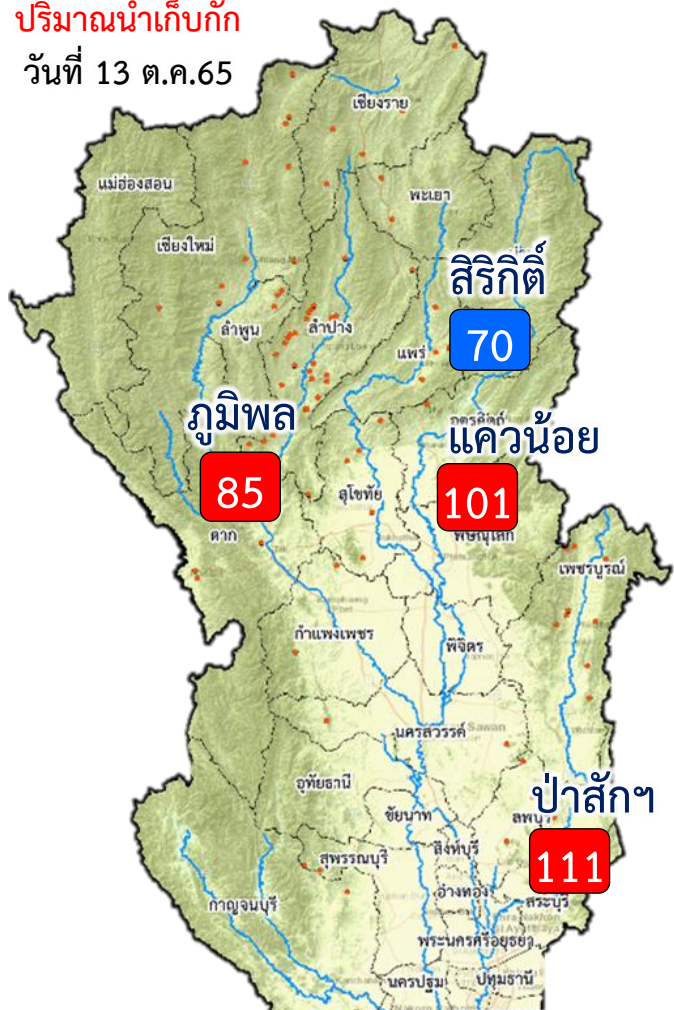 ปริมาณน้ำเก็บกัก
วันที่ 13 ต.ค.65
เชียงราย
แม่ฮ่องสอน
พะเยา
เชียงใหม่
สิริกิติ์
70
ลำพูน
ลำปาง
แพร่
ภูมิพล
85
อุตรดิตถ์
แควน้อย
101
สุโขทัย
ตาก
พิษณุโลก
เพชรบูรณ์
กำแพงเพชร
พิจิตร
นครสวรรค์
Sawan
อุทัยธานี
ป่าสักฯ
111
ชัยนาท
ลพบุรี
สิงห์บุรี
สุพรรณบุรี
อ่างทอง
สระบุรี
กาญจนบุรี
พระนครศรีอยุธยา
นครปฐม
ปทุมธานี